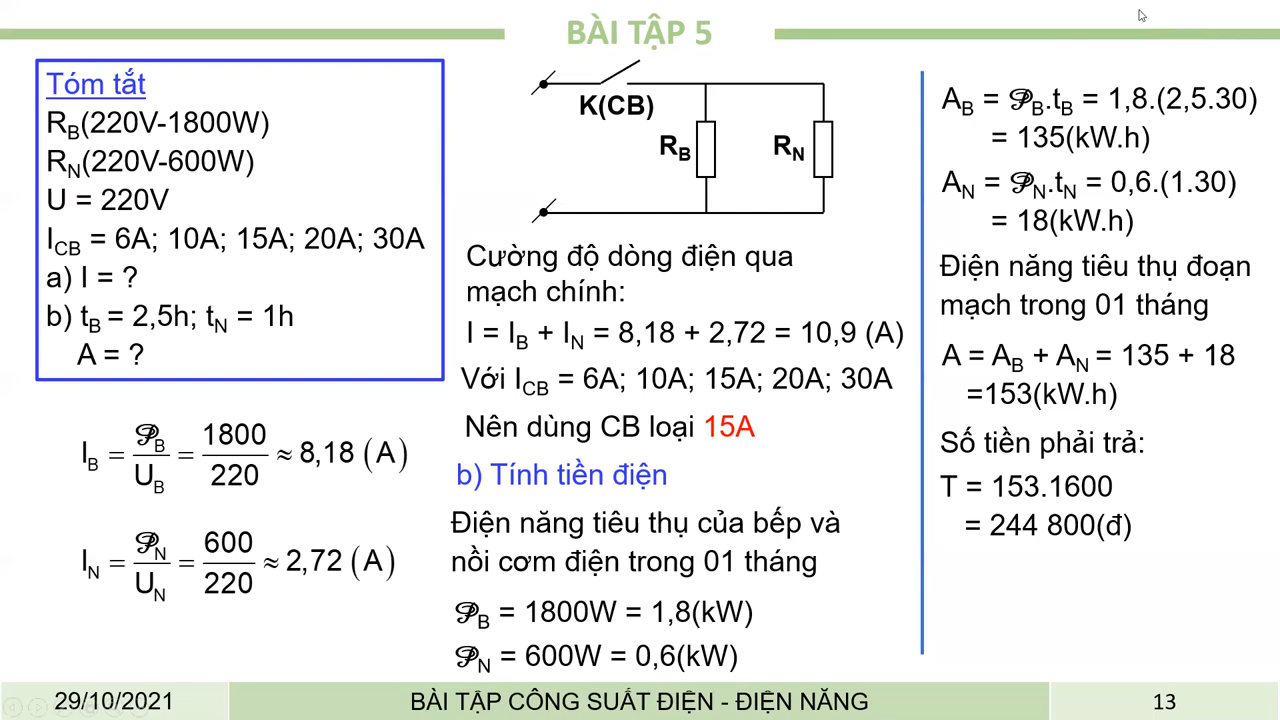 BÀI TẬP 5
Tóm tắt
R_B(220V-1800W)
R_N(220V-600W)
U = 220V
I_CB = 6A; 10A; 15A; 20A; 30A
a) I = ?
b) t_B = 2,5h; t_N = 1h
A = ?
I_B = 𝒫_B / U_B = 1800 / 220 ≈ 8,18 (A)
I_N = 𝒫_N / U_N = 600 / 220 ≈ 2,72 (A)
K(CB)
R_B
R_N
Cường độ dòng điện qua
mạch chính:
I = I_B + I_N = 8,18 + 2,72 = 10,9 (A)
Với I_CB = 6A; 10A; 15A; 20A; 30A
Nên dùng CB loại 15A
b) Tính tiền điện
Điện năng tiêu thụ của bếp và
nồi cơm điện trong 01 tháng
𝒫_B = 1800W = 1,8(kW)
𝒫_N = 600W = 0,6(kW)
A_B = 𝒫_B.t_B = 1,8.(2,5.30)
= 135(kW.h)
A_N = 𝒫_N.t_N = 0,6.(1.30)
= 18(kW.h)
Điện năng tiêu thụ đoạn
mạch trong 01 tháng
A = A_B + A_N = 135 + 18
=153(kW.h)
Số tiền phải trả:
T = 153.1600
= 244 800(đ)
29/10/2021
BÀI TẬP CÔNG SUẤT ĐIỆN - ĐIỆN NĂNG
13